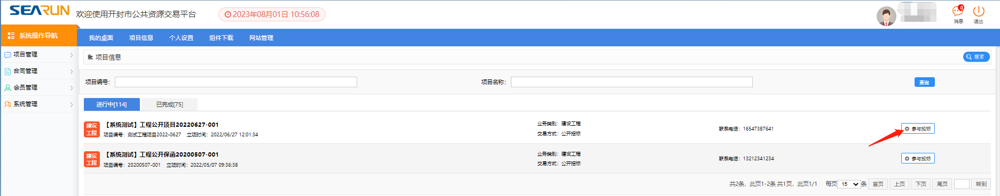 SEARUN 欢迎使用开封市公共资源交易平台 2023年08月01日 10:56:08 0
消息 退出
系统操作导航 我的桌面 项目信息 个人设置 组件下载 网站管理
项目管理
合同管理
会员管理
系统管理
项目信息 搜索
项目编号： 项目名称： 查询
进行中[114] 已完成[75]
建设工程 【系统测试】工程公开项目20220627-001
项目编号：测试工程项目2022-0627 立项时间：2022/06/27 12:01:34
业务类别：建设工程
交易方式：公开招标
联系电话：16547387641
参与投标
建设工程 【系统测试】工程公开保函20200507-001
项目编号：20200507-001 立项时间：2022/05/07 09:36:38
业务类别：建设工程
交易方式：公开招标
联系电话：13212341234
参与投标
共2条，此页1-2条 共1页，此页1/1 每页 15 条 首页 上页 下页 尾页 转到